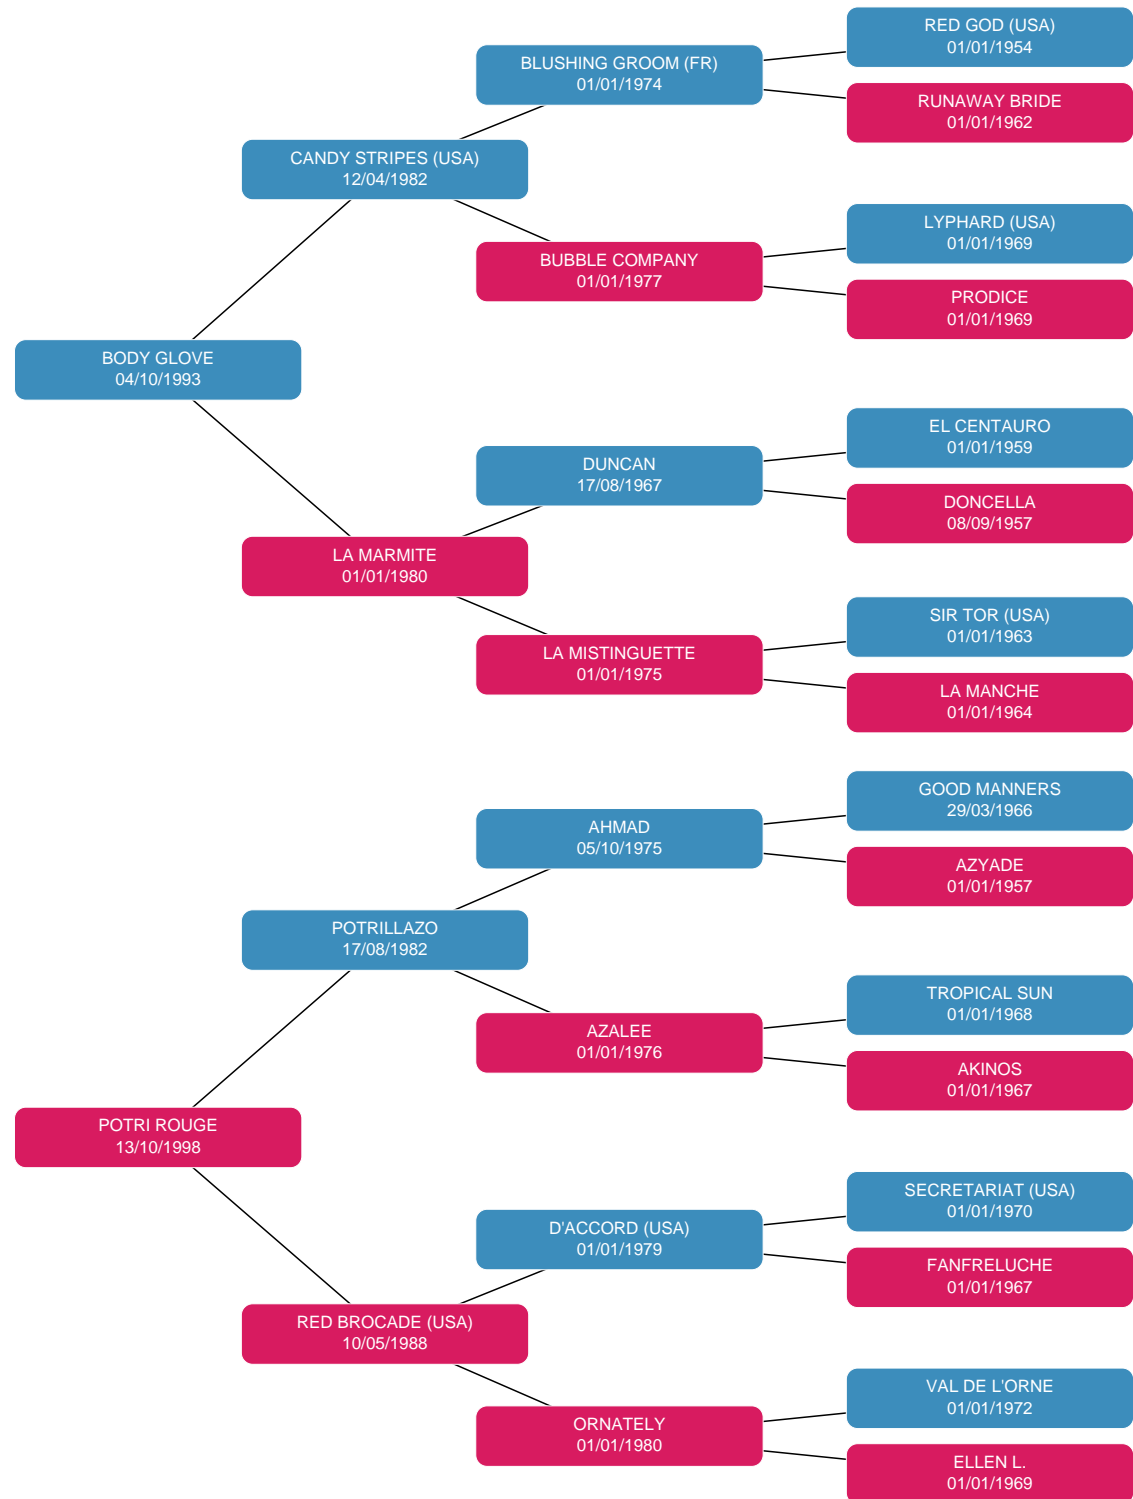 RED GOD (USA)
01/01/1954
BLUSHING GROOM (FR)
01/01/1974
RUNAWAY BRIDE
01/01/1962
CANDY STRIPES (USA)
12/04/1982
LYPHARD (USA)
01/01/1969
BUBBLE COMPANY
01/01/1977
PRODICE
01/01/1969
BODY GLOVE
04/10/1993
EL CENTAURO
01/01/1959
DUNCAN
17/08/1967
DONCELLA
08/09/1957
LA MARMITE
01/01/1980
SIR TOR (USA)
01/01/1963
LA MISTINGUETTE
01/01/1975
LA MANCHE
01/01/1964
GOOD MANNERS
29/03/1966
AHMAD
05/10/1975
AZYADE
01/01/1957
POTRILLAZO
17/08/1982
TROPICAL SUN
01/01/1968
AZALEE
01/01/1976
AKINOS
01/01/1967
POTRI ROUGE
13/10/1998
SECRETARIAT (USA)
01/01/1970
D'ACCORD (USA)
01/01/1979
FANFRELUCHE
01/01/1967
RED BROCADE (USA)
10/05/1988
VAL DE L'ORNE
01/01/1972
ORNATELY
01/01/1980
ELLEN L.
01/01/1969